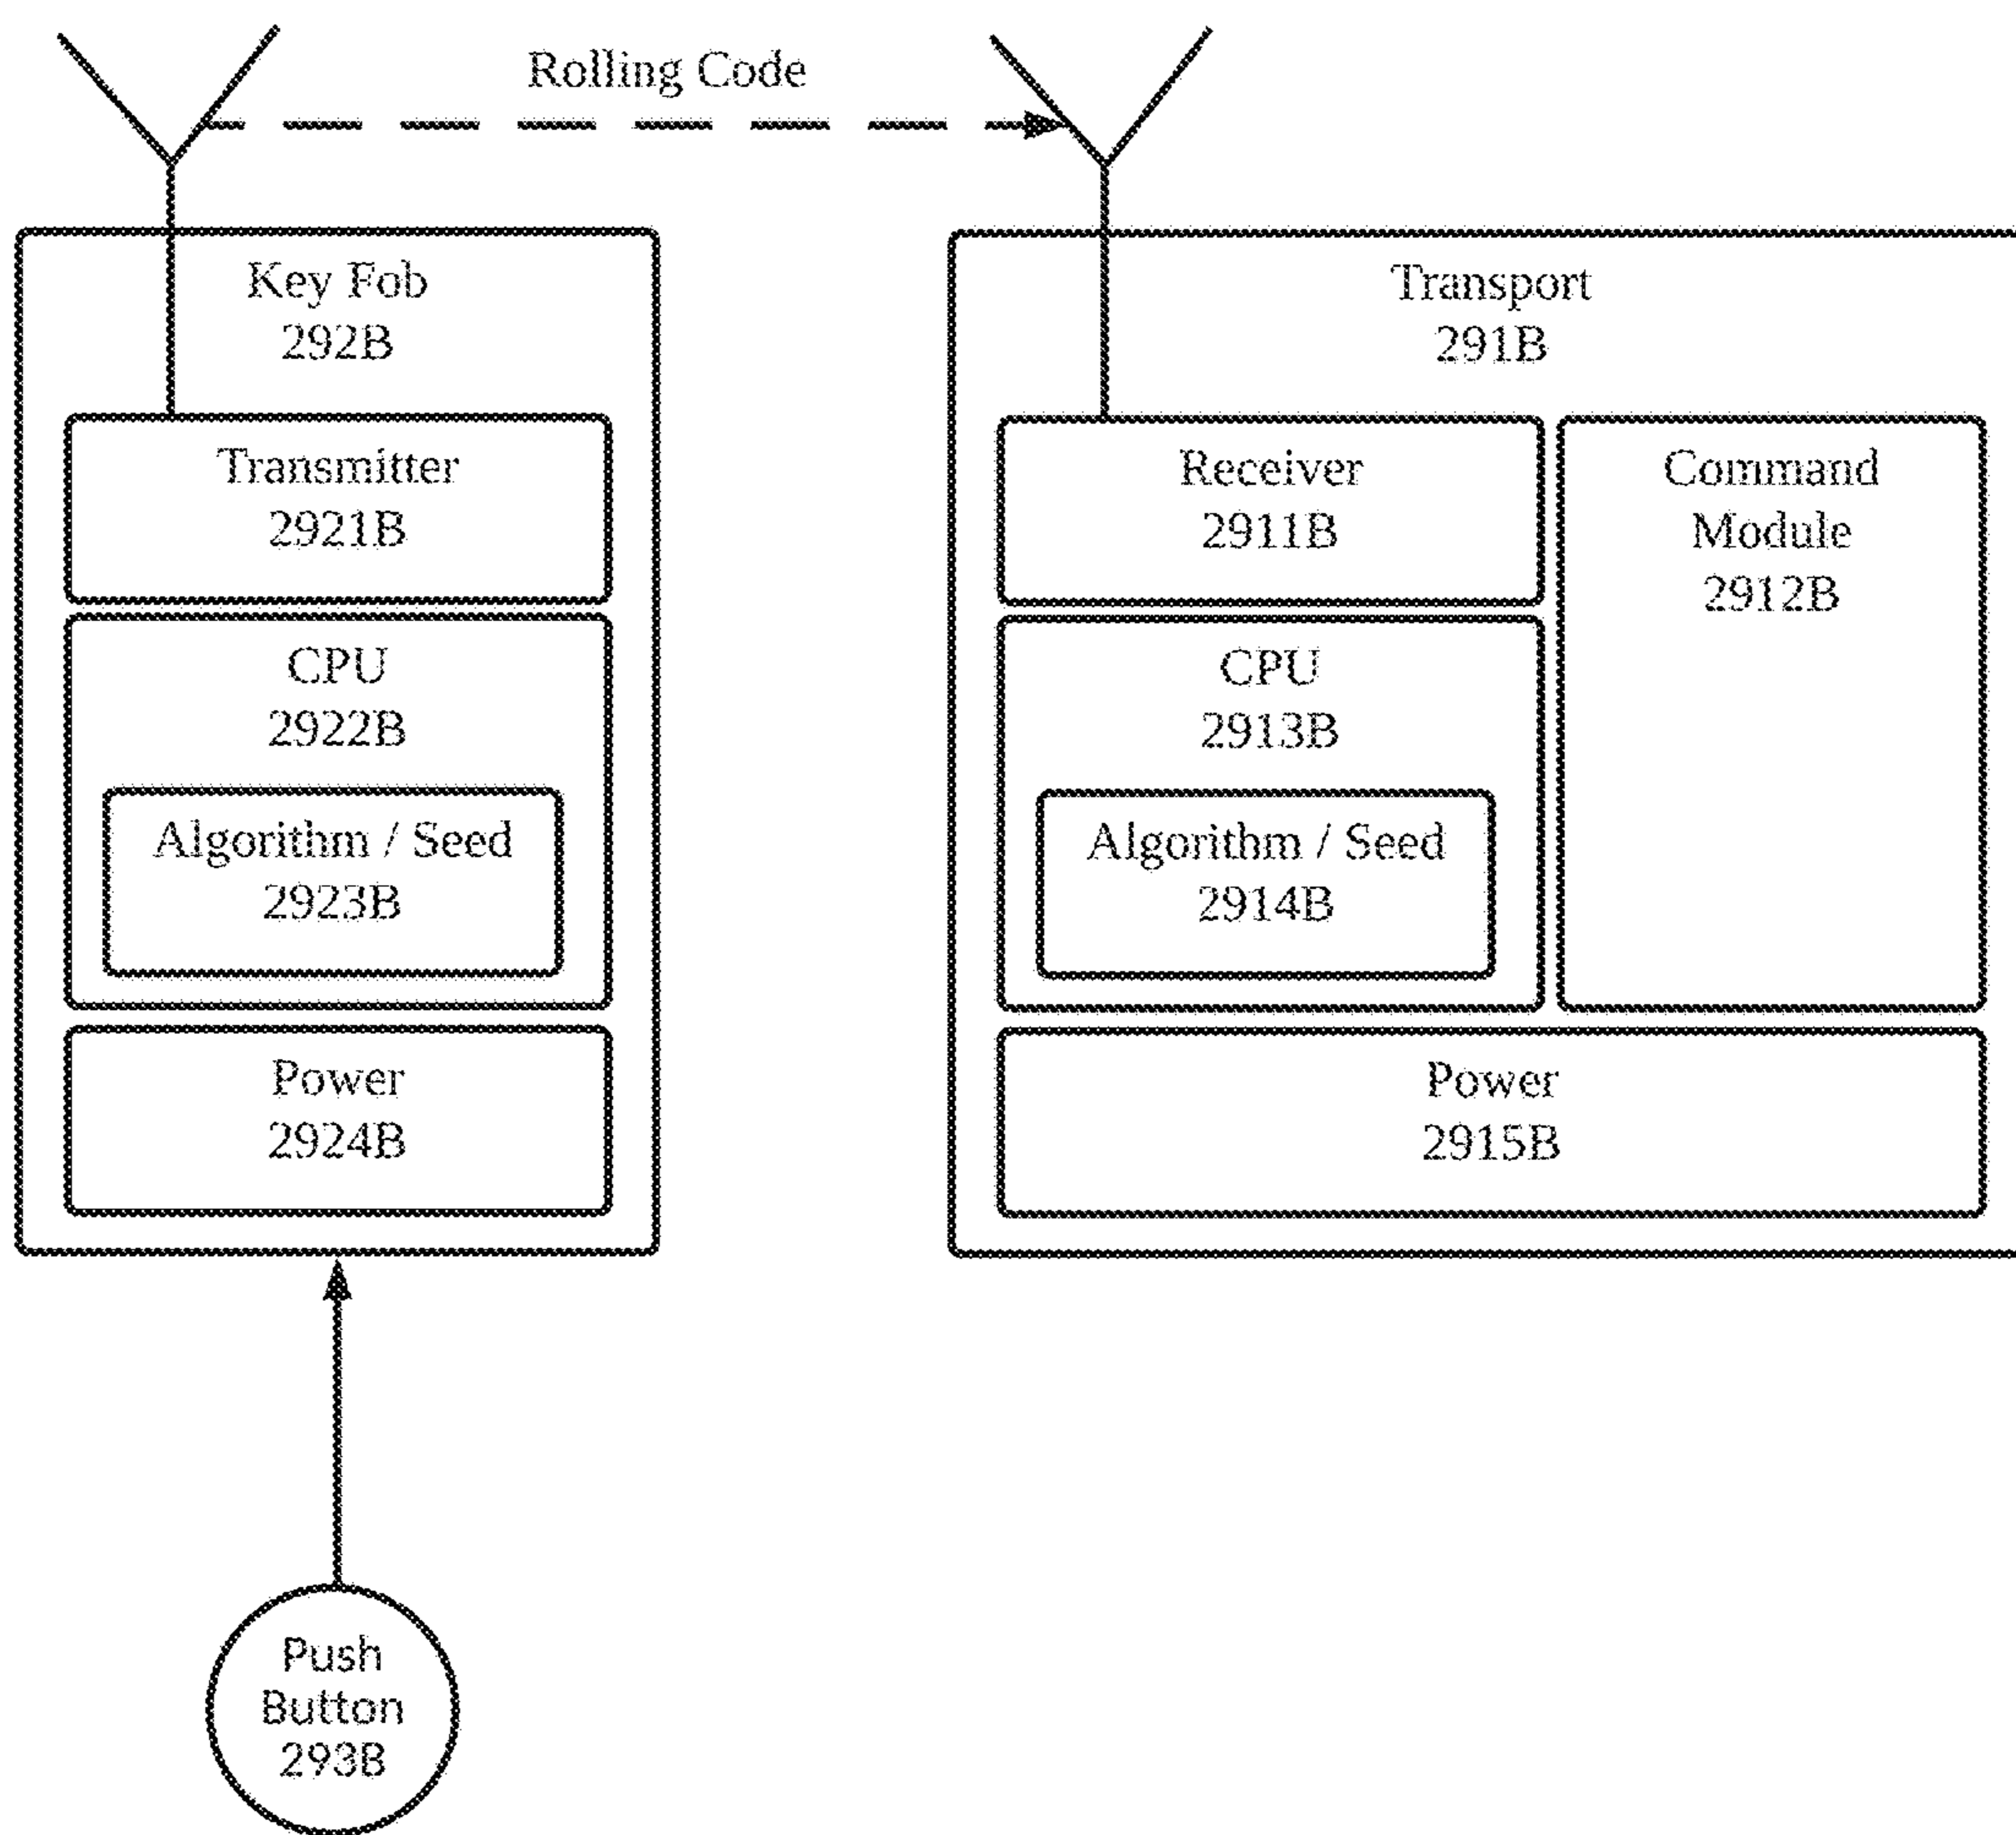 Rolling Code
Key Fob
292B
Transmitter
2921B
CPU
2922B
Algorithm / Seed
2923B
Power
2924B
Push
Button
293B
Transport
291B
Receiver
2911B
Command
Module
2912B
CPU
2913B
Algorithm / Seed
2914B
Power
2915B